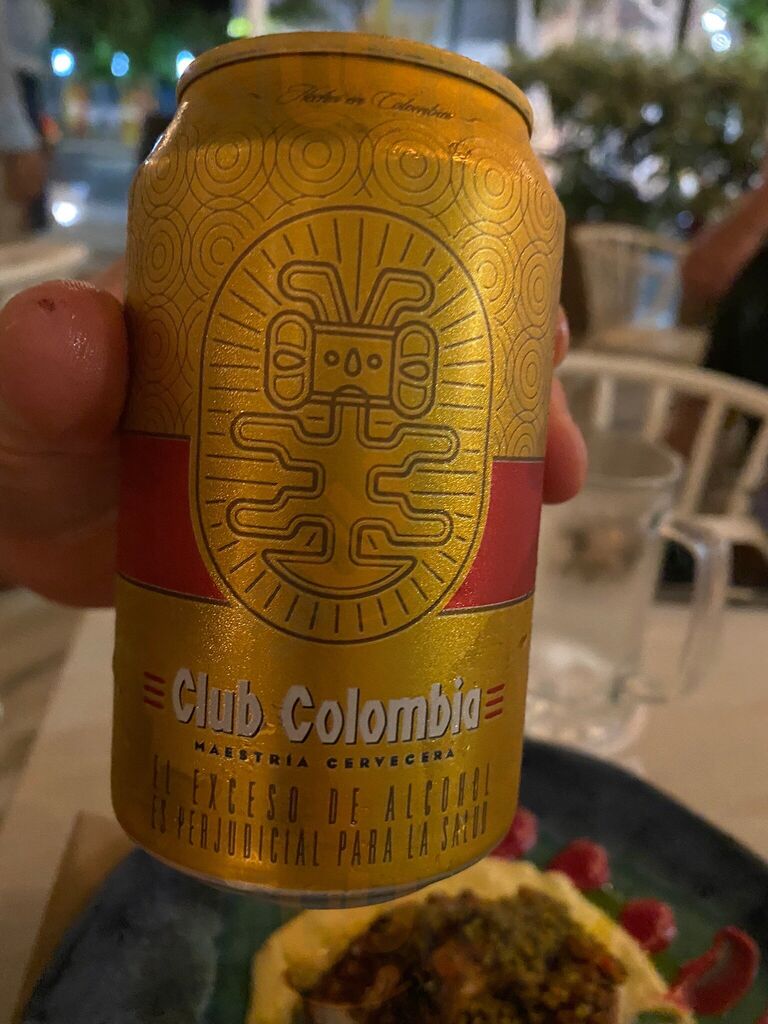 Hecho en Colombia
Club Colombia
MAESTRÍA CERVECERA
EL EXCESO DE ALCOHOL
ES PERJUDICIAL PARA LA SALUD